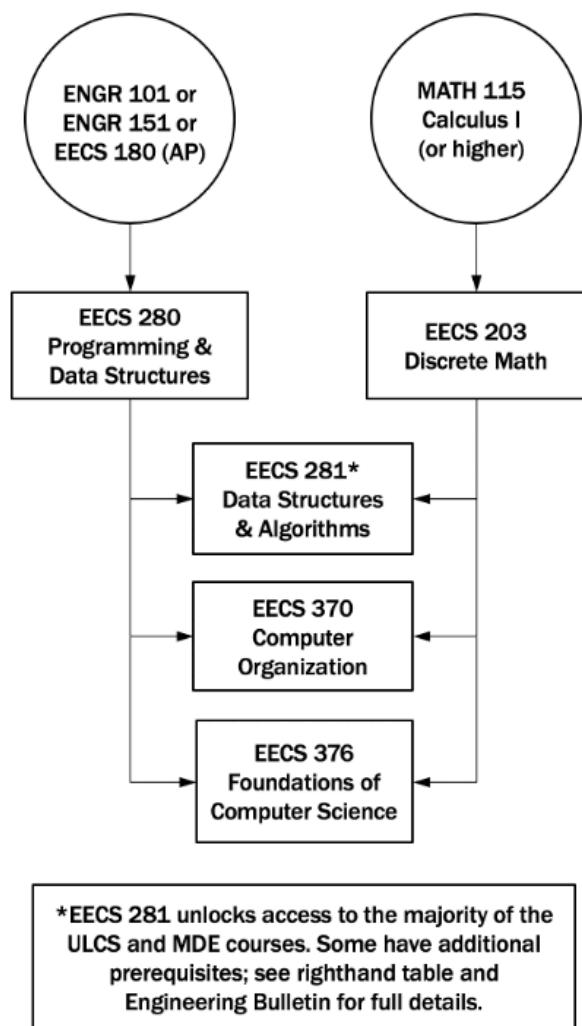 ENGR 101 or
ENGR 151 or
EECS 180 (AP)
MATH 115
Calculus I
(or higher)
EECS 280
Programming &
Data Structures
EECS 203
Discrete Math
EECS 281*
Data Structures
& Algorithms
EECS 370
Computer
Organization
EECS 376
Foundations of
Computer Science
*EECS 281 unlocks access to the majority of the
ULCS and MDE courses. Some have additional
prerequisites; see righthand table and
Engineering Bulletin for full details.